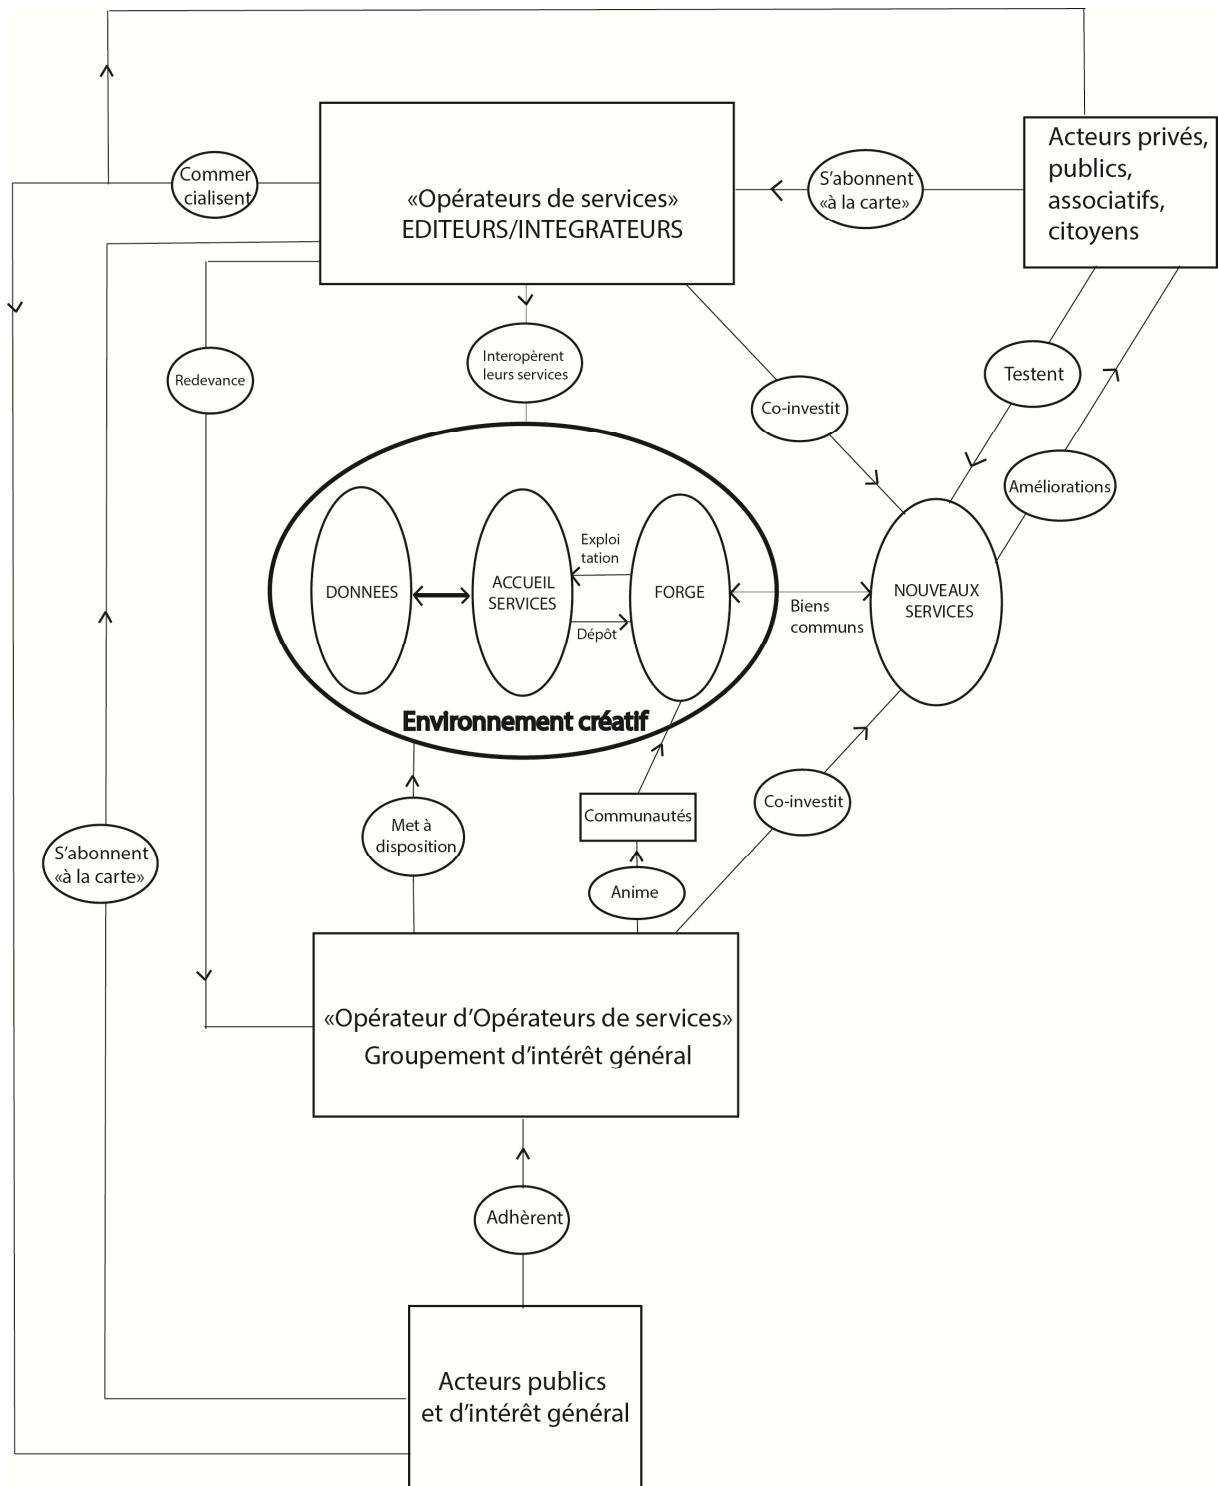 Acteurs privés,
publics,
associatifs,
citoyens
Commer
cialisent
«Opérateurs de services»
EDITEURS/INTEGRATEURS
S'abonnent
«à la carte»
Redevance
Interopèrent
leurs services
Co-investit
Testent
Améliorations
DONNEES
ACCUEIL
SERVICES
Exploi
tation
Dépôt
FORGE
Biens
communs
NOUVEAUX
SERVICES
Environnement créatif
S'abonnent
«à la carte»
Met à
disposition
Communautés
Anime
Co-investit
«Opérateur d'Opérateurs de services»
Groupement d'intérêt général
Adhèrent
Acteurs publics
et d'intérêt général